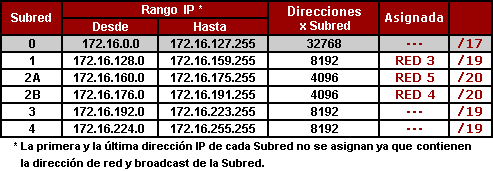 Subred Rango IP * Direcciones x Subred Asignada
Desde Hasta
0 172.16.0.0 172.16.127.255 32768 --- /17
1 172.16.128.0 172.16.159.255 8192 RED 3 /19
2A 172.16.160.0 172.16.175.255 4096 RED 5 /20
2B 172.16.176.0 172.16.191.255 4096 RED 4 /20
3 172.16.192.0 172.16.223.255 8192 --- /19
4 172.16.224.0 172.16.255.255 8192 --- /19
* La primera y la última dirección IP de cada Subred no se asignan ya que contienen
la dirección de red y broadcast de la Subred.